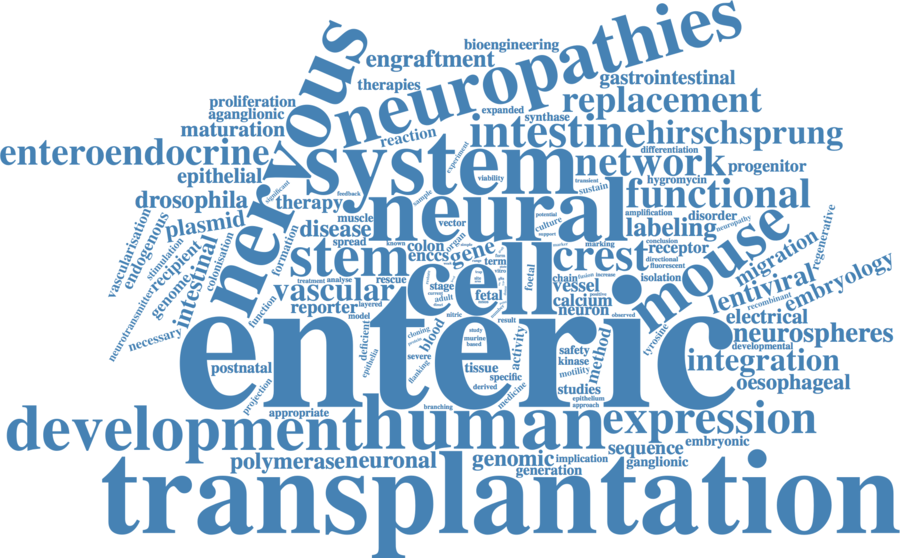 neuropathies
nervous
bioengineering
engraftment
gastrointestinal
therapies
replacement
proliferation
aganglionic
expanded
synthase
maturation
reaction
intestine
hirschsprung
enteroendocrine
system
experiment
differentiation
network
progenitor
epithelial
viability
transient
sustain
hygromycin
functional
significant
feedback
sample
drosophila
therapy
neural
potential
amplification
disorder
neuropathy
plasmid
muscle
vector
culture
support
labeling
mouse
vascularisation
endogenous
stimulation
recipient
colonisation
disease
spread
known
colon
organ
marking
conclusion
receptor
migration
regenerative
formation
enccs
gene
crest
directional
fluorescent
stem
cell
term
foetal
neurotransmitter
genome
intestinal
treatment
analyse
rescue
stage
chain
fusion
increase
isolation
lentiviral
embryology
vascular
adult
fetal
vessel
calcium
positive
recombinant
function
reporter
layered
neuron
observed
electrical
necessary
model
nitric
result
enteric
tyrosine
neurospheres
deficient
cloning
blood
study
murine
based
activity
safety
method
developmental
epithelia
severe
kinase
integration
postnatal
flanking
tissue
motility
specific
oesophageal
projection
derived
medicine
studies
epithelium
approach
appropriate
branching
development
human
expression
embryonic
sequence
polymerase
neuronal
genomic
implication
ganglionic
generation
transplantation